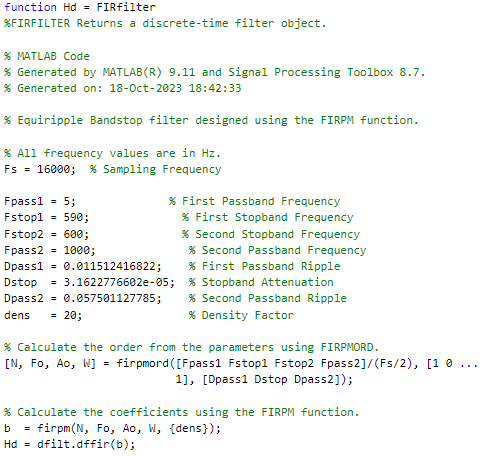 function Hd = FIRfilter
%FIRFILTER Returns a discrete-time filter object.
% MATLAB Code
% Generated by MATLAB(R) 9.11 and Signal Processing Toolbox 8.7.
% Generated on: 18-Oct-2023 18:42:33
% Equiripple Bandstop filter designed using the FIRPM function.
% All frequency values are in Hz.
Fs = 16000;  % Sampling Frequency
Fpass1 = 5;                % First Passband Frequency
Fstop1 = 590;              % First Stopband Frequency
Fstop2 = 600;              % Second Stopband Frequency
Fpass2 = 1000;             % Second Passband Frequency
Dpass1 = 0.011512416822;   % First Passband Ripple
Dstop  = 3.1622776602e-05; % Stopband Attenuation
Dpass2 = 0.057501127785;   % Second Passband Ripple
dens   = 20;               % Density Factor
% Calculate the order from the parameters using FIRPMORD.
[N, Fo, Ao, W] = firpmord([Fpass1 Fstop1 Fstop2 Fpass2]/(Fs/2), [1 0 ...
                          1], [Dpass1 Dstop Dpass2]);
% Calculate the coefficients using the FIRPM function.
b  = firpm(N, Fo, Ao, W, {dens});
Hd = dfilt.dffir(b);